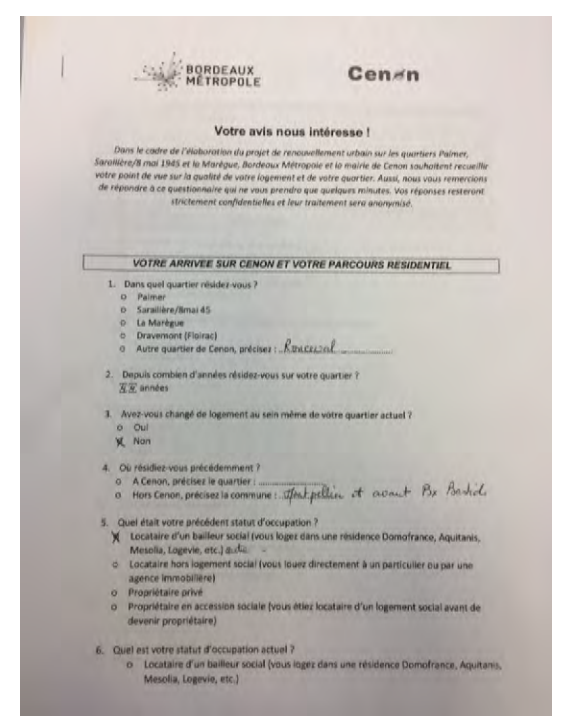 BORDEAUX
MÉTROPOLE
Cenon
Votre avis nous intéresse !
Dans le cadre de l'élaboration du projet de renouvellement urbain sur les quartiers Palmer,
Saraillère/8 mai 1945 et la Marègue, Bordeaux Métropole et la mairie de Cenon souhaitent recueillir
votre point de vue sur la qualité de votre logement et de votre quartier. Aussi, nous vous remercions
de répondre à ce questionnaire qui ne vous prendra que quelques minutes. Vos réponses resteront
strictement confidentielles et leur traitement sera anonymisé.
VOTRE ARRIVEE SUR CENON ET VOTRE PARCOURS RESIDENTIEL
1. Dans quel quartier résidez-vous ?
o Palmer
o Saraillère/8mai 45
o La Marègue
o Dravemont (Floirac)
o Autre quartier de Cenon, précisez :
2. Depuis combien d'années résidez-vous sur votre quartier ?
années
3. Avez-vous changé de logement au sein même de votre quartier actuel ?
o Oui
Non
4. Où résidiez-vous précédemment ?
o A Cenon, précisez le quartier :
o Hors Cenon, précisez la commune : et avant Bx
5. Quel était votre précédent statut d'occupation ?
Locataire d'un bailleur social (vous logez dans une résidence Domofrance, Aquitanis,
Mesolia, Logevie, etc.)
o Locataire hors logement social (vous louez directement à un particulier ou par une
agence immobilière)
o Propriétaire privé
o Propriétaire en accession sociale (vous étiez locataire d'un logement social avant de
devenir propriétaire)
6. Quel est votre statut d'occupation actuel ?
o Locataire d'un bailleur social (vous logez dans une résidence Domofrance, Aquitanis,
Mesolia, Logevie, etc.)